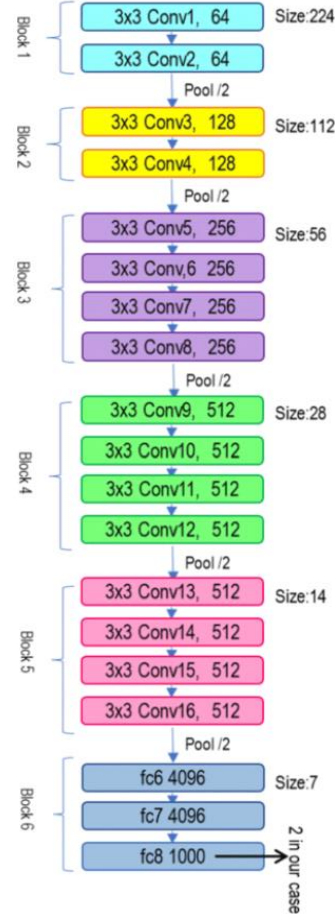 Block 1
3x3 Conv1, 64
Size:224
3x3 Conv2, 64
Pool /2
Block 2
3x3 Conv3, 128
Size:112
3x3 Conv4, 128
Pool /2
Block 3
3x3 Conv5, 256
Size:56
3x3 Conv,6 256
3x3 Conv7, 256
3x3 Conv8, 256
Pool /2
Block 4
3x3 Conv9, 512
Size:28
3x3 Conv10, 512
3x3 Conv11, 512
3x3 Conv12, 512
Pool /2
Block 5
3x3 Conv13, 512
Size:14
3x3 Conv14, 512
3x3 Conv15, 512
3x3 Conv16, 512
Pool /2
Block 6
fc6 4096
Size:7
fc7 4096
fc8 1000
2 in our case